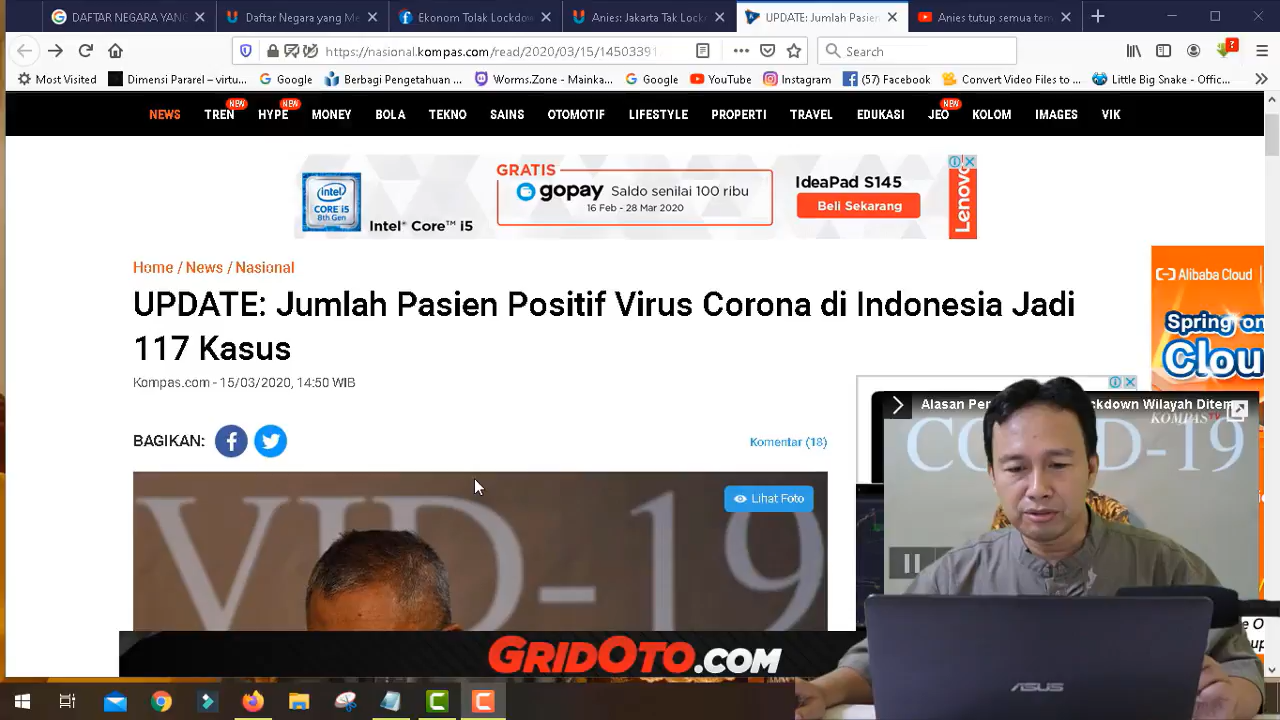 DAFTAR NEGARA YANG
Daftar Negara yang Me
Ekonom Tolak Lockdow
Anies: Jakarta Tak Lock
UPDATE: Jumlah Pasien
Anies tutup semua tem
https://nasional.kompas.com/read/2020/03/15/1450339
Search
Most Visited
Dimensi Pararel – virtu...
Google
Berbagi Pengetahuan ...
Worms.Zone - Mainka...
Google
YouTube
Instagram
(57) Facebook
Convert Video Files to ...
Little Big Snake - Offic...
NEWS TREN NEW HYPE NEW MONEY BOLA TEKNO SAINS OTOMOTIF LIFESTYLE PROPERTI TRAVEL EDUKASI JEO NEW KOLOM IMAGES VIK
intel
CORE i5
8th Gen
Intel® Core™ i5
GRATIS
gopay Saldo senilai 100 ribu
16 Feb - 28 Mar 2020
IdeaPad S145
Beli Sekarang
Lenovo
Home / News / Nasional
UPDATE: Jumlah Pasien Positif Virus Corona di Indonesia Jadi
117 Kasus
Kompas.com - 15/03/2020, 14:50 WIB
BAGIKAN:
Komentar (18)
Lihat Foto
VID-19
Alibaba Cloud
Spring on
Clou
Alasan Pe
ckdown Wilayah Ditem
KOMPASTV
CO
D-19
GRIDOTO.COM
ASUS